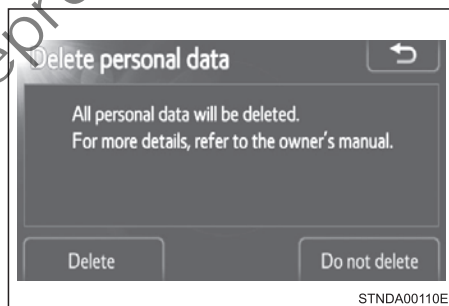 Delete personal data
All personal data will be deleted.
For more details, refer to the owner's manual.
Delete
Do not delete
STNDA00110E